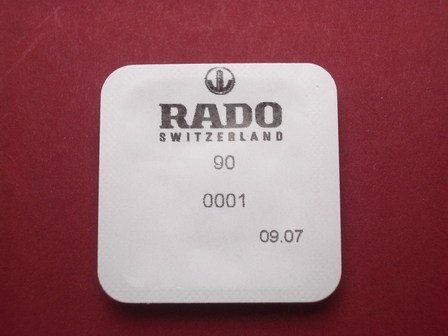 RADO
SWITZERLAND
90
0001
09.07